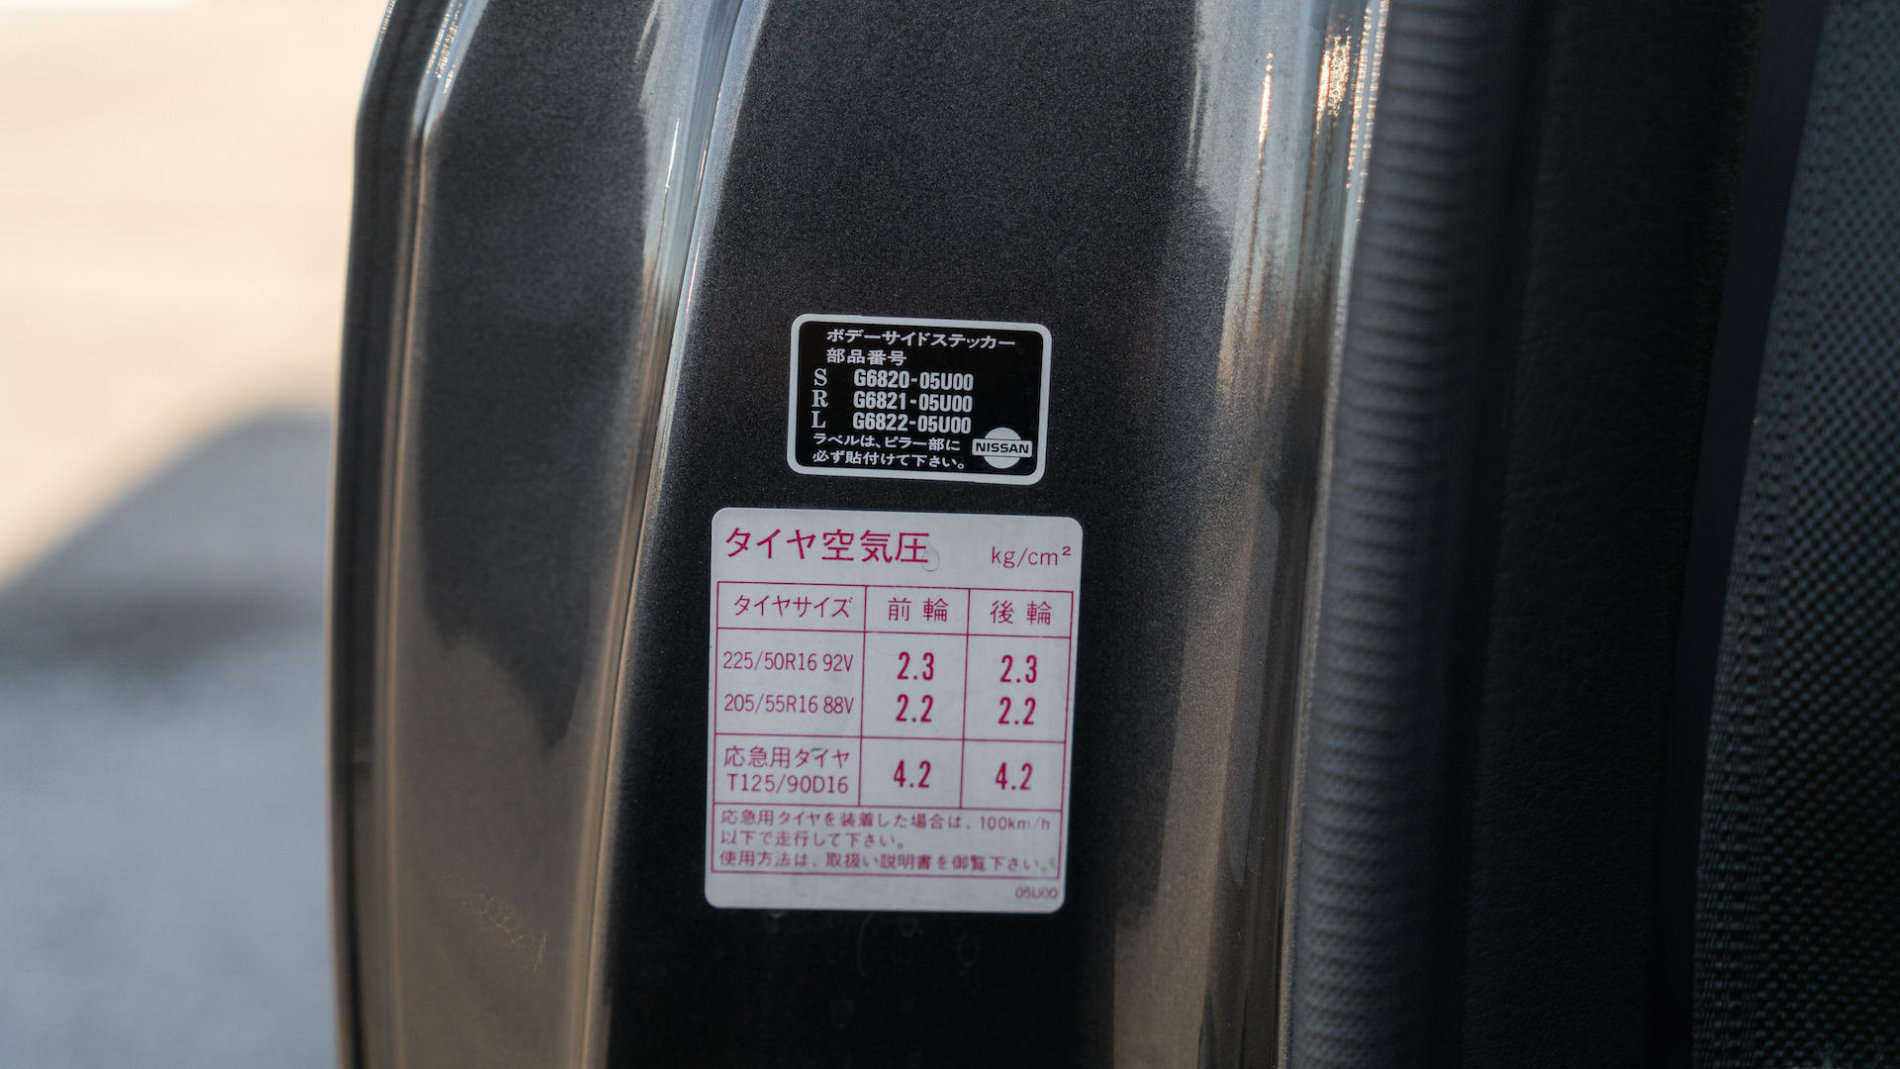 ボデーサイドステッカー
部品番号
S G6820-05U00
R G6821-05U00
L G6822-05U00
ラベルは、ピラー部に
必ず貼付けて下さい。
NISSAN
タイヤ空気圧 kg/cm²
タイヤサイズ 前輪 後輪
225/50R16 92V 2.3 2.3
205/55R16 88V 2.2 2.2
応急用タイヤ
T125/90D16 4.2 4.2
応急用タイヤを装着した場合は、100km/h
以下で走行して下さい。
使用方法は、取扱い説明書を御覧下さい。
05U00